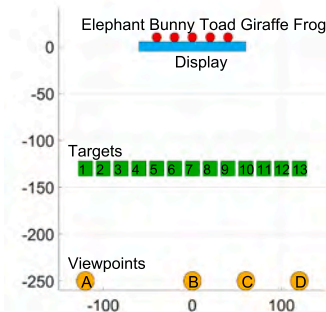 Elephant Bunny Toad Giraffe Frog
0
Display
-50
-100
Targets
1 2 3 4 5 6 7 8 9 10 11 12 13
-150
-200
Viewpoints
A B C D
-250
-100 0 100